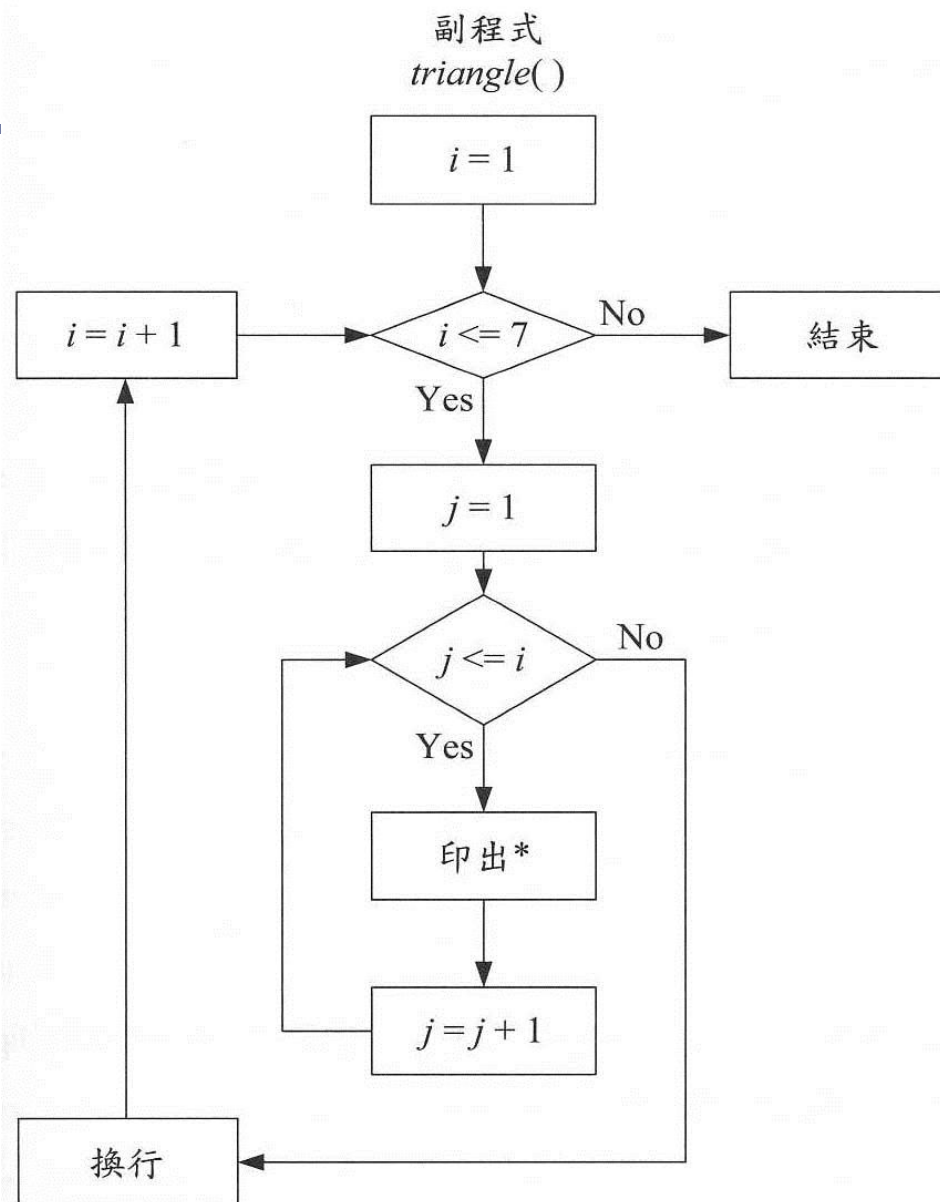 副程式
triangle( )
i = 1
i = i + 1
i <= 7
No
結束
Yes
j = 1
j <= i
No
Yes
印出*
j = j + 1
換行